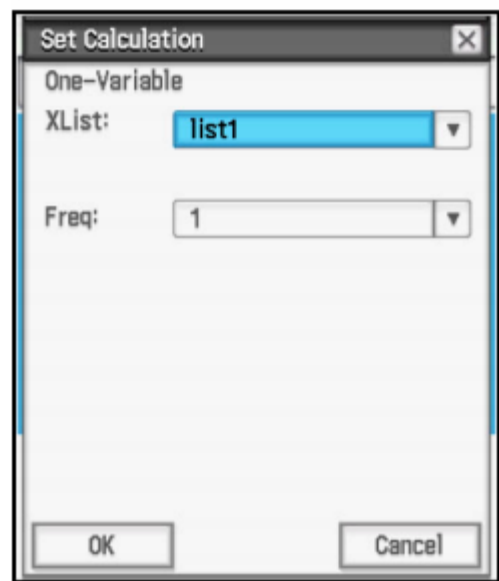 Set Calculation
One-Variable
XList: list1
Freq: 1
OK Cancel